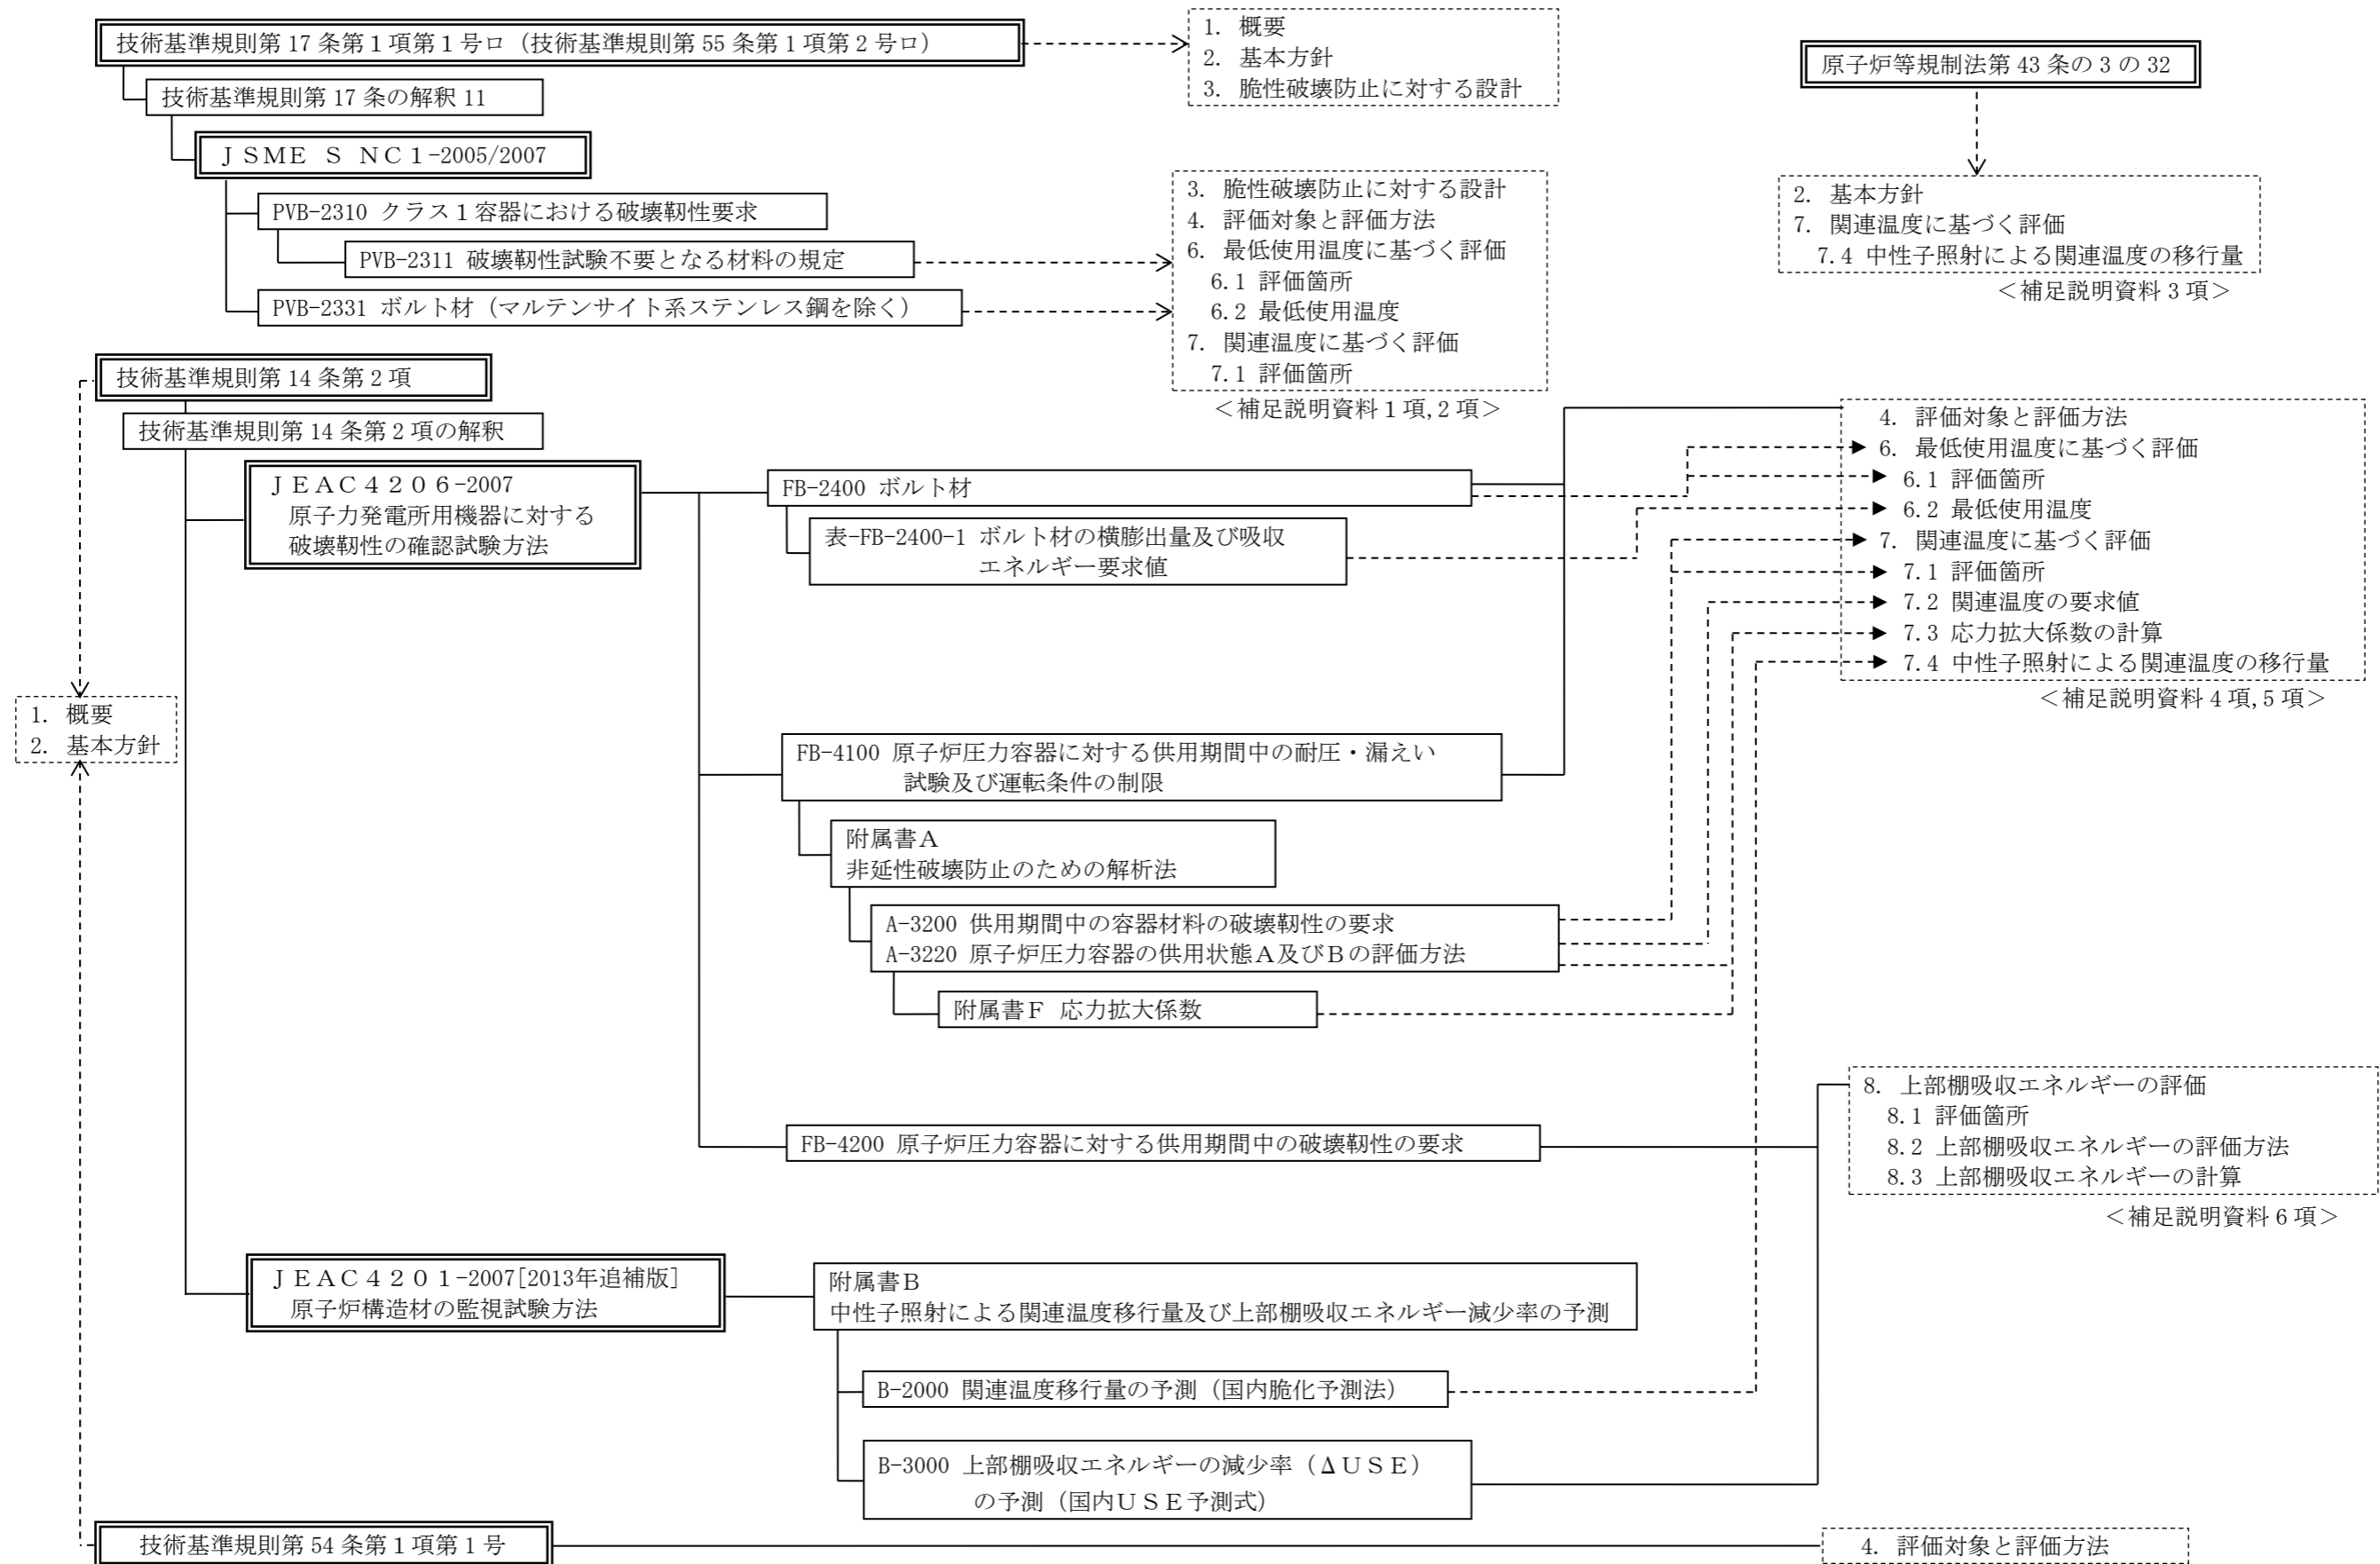 技術基準規則第 17 条第１項第１号ロ（技術基準規則第 55 条第１項第２号ロ）
技術基準規則第 17 条の解釈 11
ＪＳＭＥ Ｓ ＮＣ１-2005/2007
PVB-2310 クラス１容器における破壊靭性要求
PVB-2311 破壊靭性試験不要となる材料の規定
PVB-2331 ボルト材（マルテンサイト系ステンレス鋼を除く）
1. 概要
2. 基本方針
3. 脆性破壊防止に対する設計
原子炉等規制法第 43 条の 3 の 32
3. 脆性破壊防止に対する設計
4. 評価対象と評価方法
6. 最低使用温度に基づく評価
6.1 評価箇所
6.2 最低使用温度
7. 関連温度に基づく評価
7.1 評価箇所
＜補足説明資料１項,２項＞
2. 基本方針
7. 関連温度に基づく評価
7.4 中性子照射による関連温度の移行量
＜補足説明資料３項＞
技術基準規則第 14 条第２項
技術基準規則第 14 条第２項の解釈
ＪＥＡＣ４２０６-2007
原子力発電所用機器に対する
破壊靭性の確認試験方法
FB-2400 ボルト材
表-FB-2400-1 ボルト材の横膨出量及び吸収
エネルギー要求値
4. 評価対象と評価方法
6. 最低使用温度に基づく評価
6.1 評価箇所
6.2 最低使用温度
7. 関連温度に基づく評価
7.1 評価箇所
7.2 関連温度の要求値
7.3 応力拡大係数の計算
7.4 中性子照射による関連温度の移行量
＜補足説明資料４項,５項＞
1. 概要
2. 基本方針
FB-4100 原子炉圧力容器に対する供用期間中の耐圧・漏えい
試験及び運転条件の制限
附属書Ａ
非延性破壊防止のための解析法
A-3200 供用期間中の容器材料の破壊靭性の要求
A-3220 原子炉圧力容器の供用状態Ａ及びＢの評価方法
附属書Ｆ 応力拡大係数
FB-4200 原子炉圧力容器に対する供用期間中の破壊靭性の要求
8. 上部棚吸収エネルギーの評価
8.1 評価箇所
8.2 上部棚吸収エネルギーの評価方法
8.3 上部棚吸収エネルギーの計算
＜補足説明資料６項＞
ＪＥＡＣ４２０１-2007[2013年追補版]
原子炉構造材の監視試験方法
附属書Ｂ
中性子照射による関連温度移行量及び上部棚吸収エネルギー減少率の予測
B-2000 関連温度移行量の予測（国内脆化予測法）
B-3000 上部棚吸収エネルギーの減少率（ΔＵＳＥ）
の予測（国内ＵＳＥ予測式）
技術基準規則第 54 条第１項第１号
4. 評価対象と評価方法